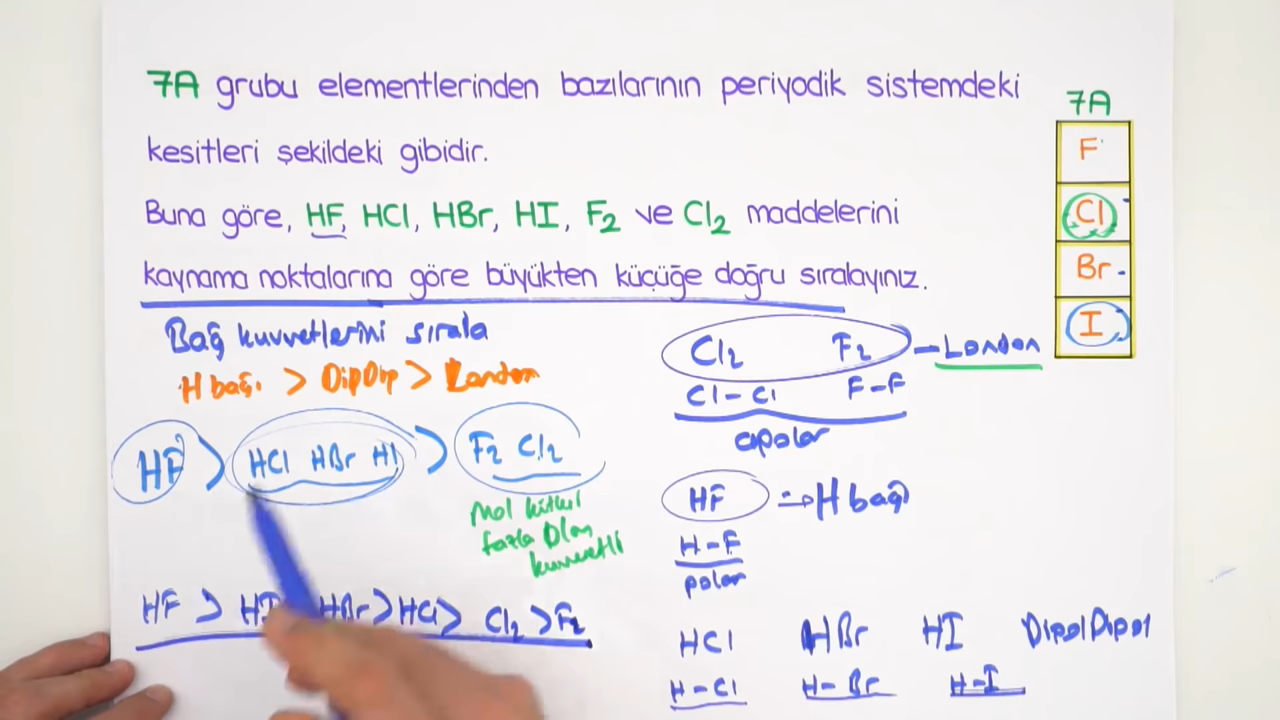 7A grubu elementlerinden bazılarının periyodik sistemdeki
kesitleri şekildeki gibidir.
Buna göre, HF, HCl, HBr, HI, F₂ ve Cl₂ maddelerini
kaynama noktalarına göre büyükten küçüğe doğru sıralayınız.
7A
F
Cl
Br
I
Bağ kuvvetlerini sırala
H bağı > DipDip > London
HF > HCl HBr HI > F₂ Cl₂
Mol kütlesi
fazla olan
kuvvetli
HF > HI HBr > HCl > Cl₂ > F₂
Cl₂ F₂ – London
Cl–Cl F–F
apolar
HF ⇒ H bağı
H–F
polar
HCl HBr HI DipolDipol
H–Cl H–Br H–I